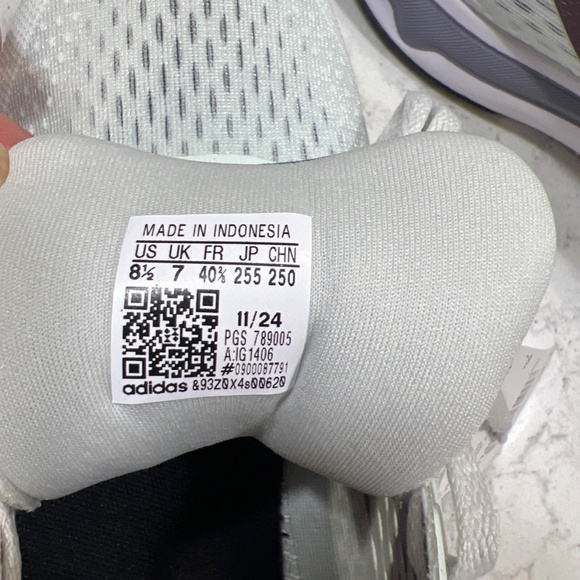 MADE IN INDONESIA
US UK FR JP CHN
8½ 7 40⅔ 255 250
11/24
PGS 789005
A:IG1406
#0900087791
adidas &93Z0X4s00620